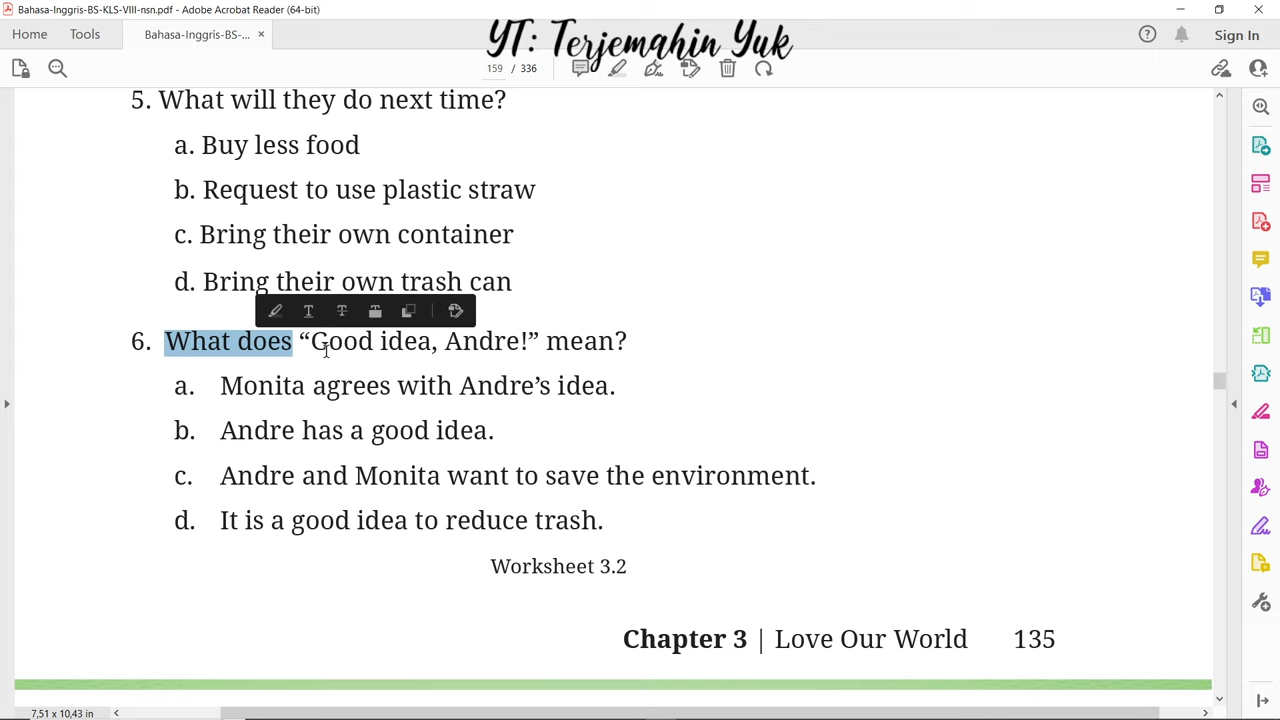 Bahasa-Inggris-BS-KLS-VIII-nsn.pdf - Adobe Acrobat Reader (64-bit)
Home Tools Bahasa-Inggris-BS-... × Sign In
YT: Terjemahin Yuk
159 / 336
5. What will they do next time?
a. Buy less food
b. Request to use plastic straw
c. Bring their own container
d. Bring their own trash can
6. What does “Good idea, Andre!” mean?
a. Monita agrees with Andre’s idea.
b. Andre has a good idea.
c. Andre and Monita want to save the environment.
d. It is a good idea to reduce trash.
Worksheet 3.2
Chapter 3 | Love Our World 135
7,51 x 10,43 in